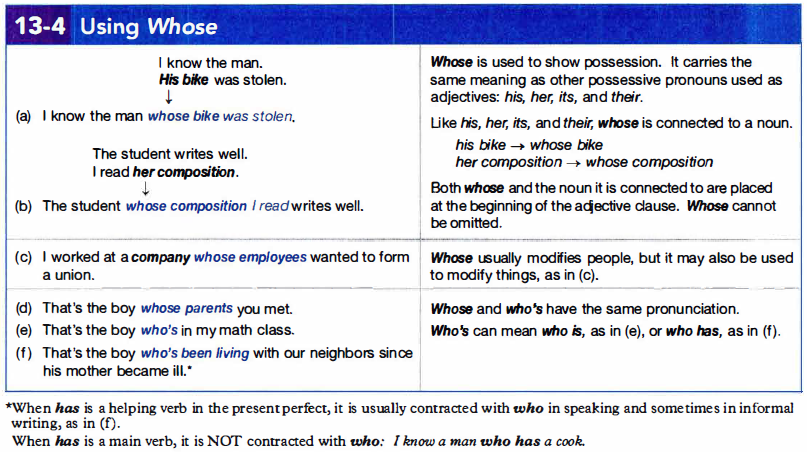 13-4 Using Whose
I know the man.
His bike was stolen.
↓
(a) I know the man whose bike was stolen.
The student writes well.
I read her composition.
↓
(b) The student whose composition I read writes well.
Whose is used to show possession. It carries the
same meaning as other possessive pronouns used as
adjectives: his, her, its, and their.
Like his, her, its, and their, whose is connected to a noun.
his bike → whose bike
her composition → whose composition
Both whose and the noun it is connected to are placed
at the beginning of the adjective clause. Whose cannot
be omitted.
(c) I worked at a company whose employees wanted to form
a union.
Whose usually modifies people, but it may also be used
to modify things, as in (c).
(d) That's the boy whose parents you met.
(e) That's the boy who's in my math class.
(f) That's the boy who's been living with our neighbors since
his mother became ill.*
Whose and who's have the same pronunciation.
Who's can mean who is, as in (e), or who has, as in (f).
*When has is a helping verb in the present perfect, it is usually contracted with who in speaking and sometimes in informal
writing, as in (f).
When has is a main verb, it is NOT contracted with who: I know a man who has a cook.